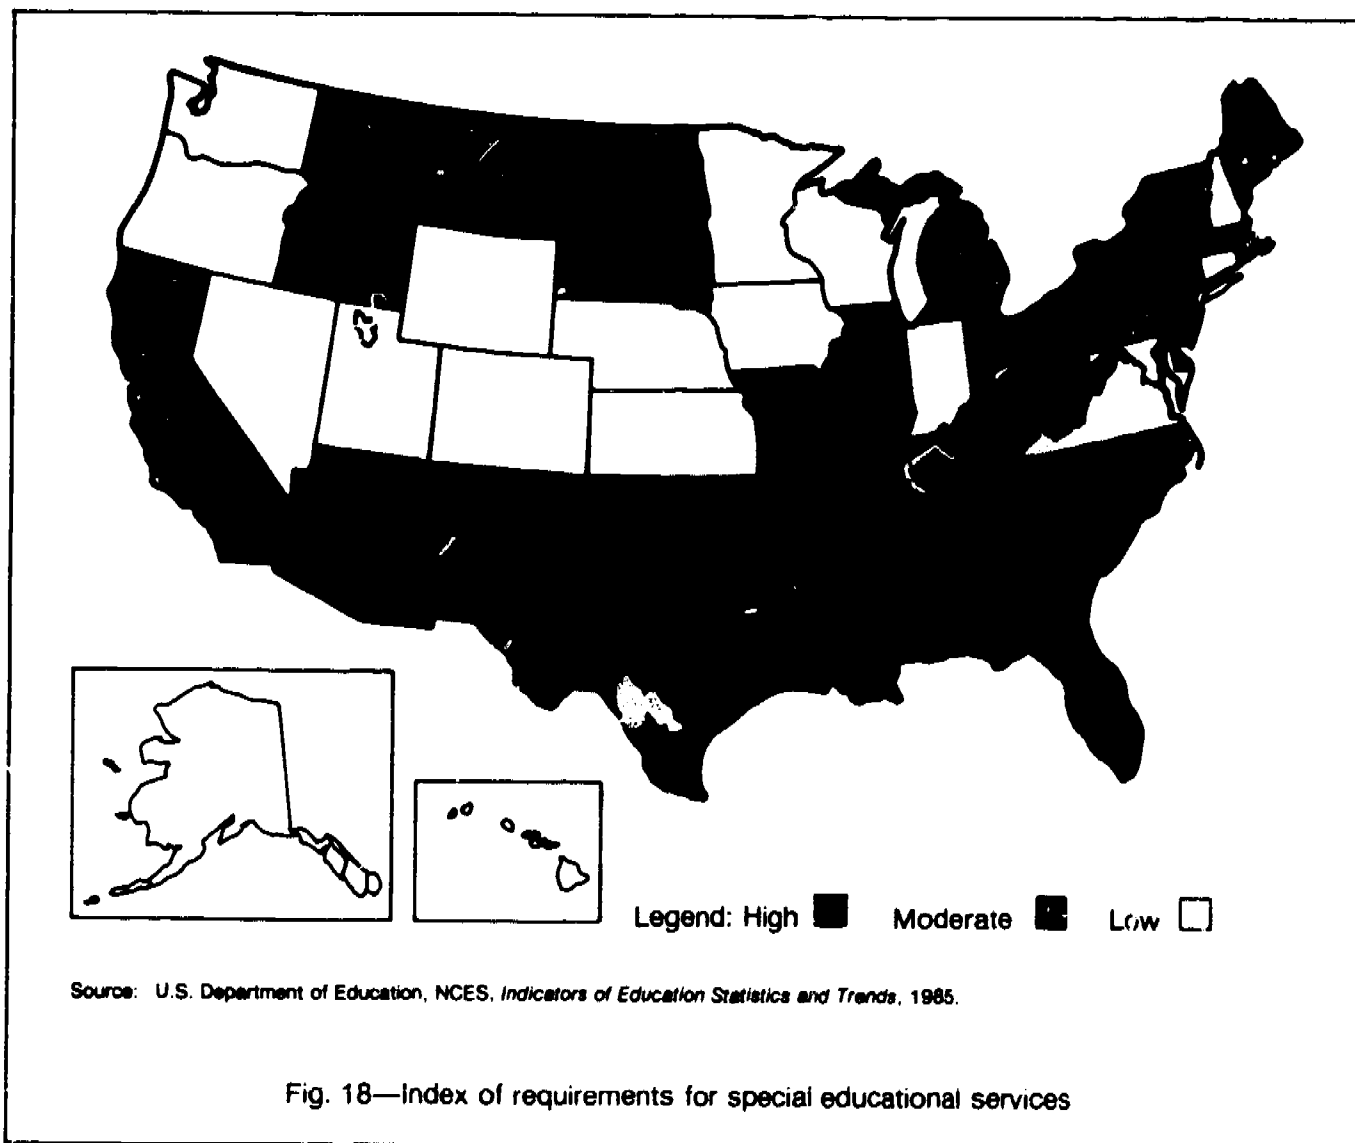 Legend: High Moderate Low
Source: U.S. Department of Education, NCES, Indicators of Education Statistics and Trends, 1985.
Fig. 18—Index of requirements for special educational services